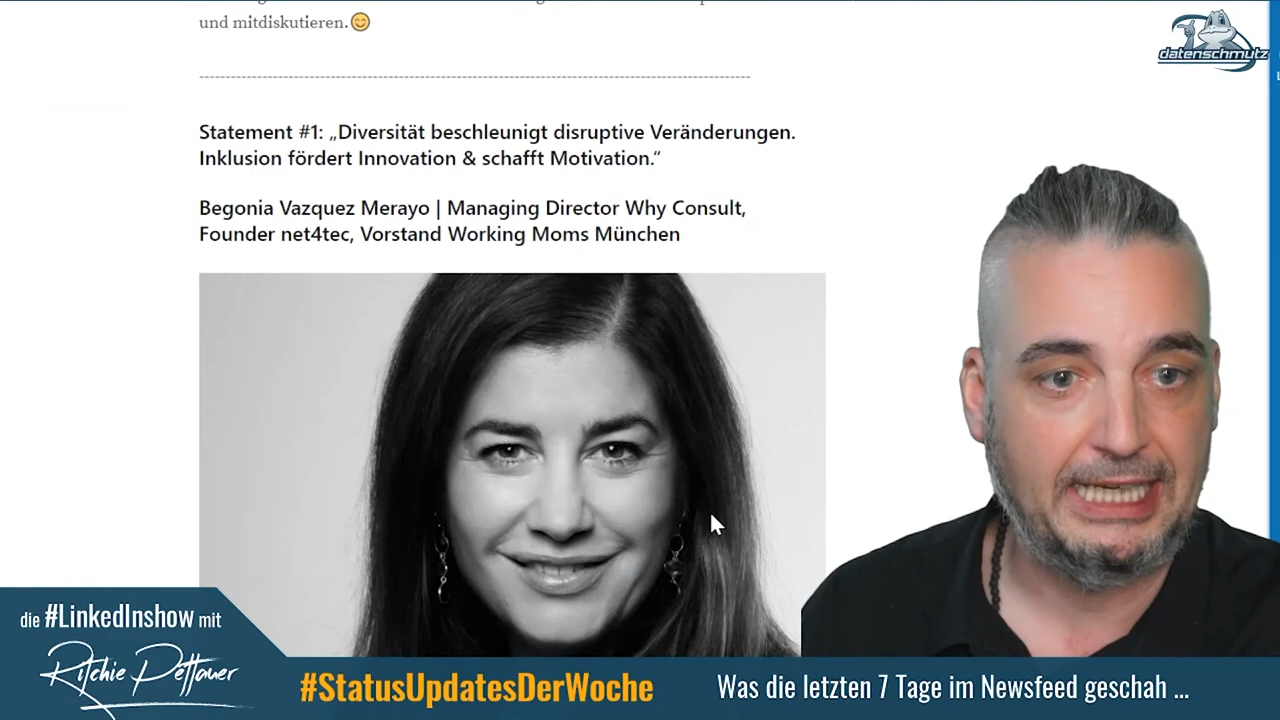 und mitdiskutieren.😊
datenschmutz
Statement #1: „Diversität beschleunigt disruptive Veränderungen.
Inklusion fördert Innovation & schafft Motivation.“
Begonia Vazquez Merayo | Managing Director Why Consult,
Founder net4tec, Vorstand Working Moms München
die #LinkedInshow mit
Ritchie Pettauer
#StatusUpdatesDerWoche
Was die letzten 7 Tage im Newsfeed geschah ...